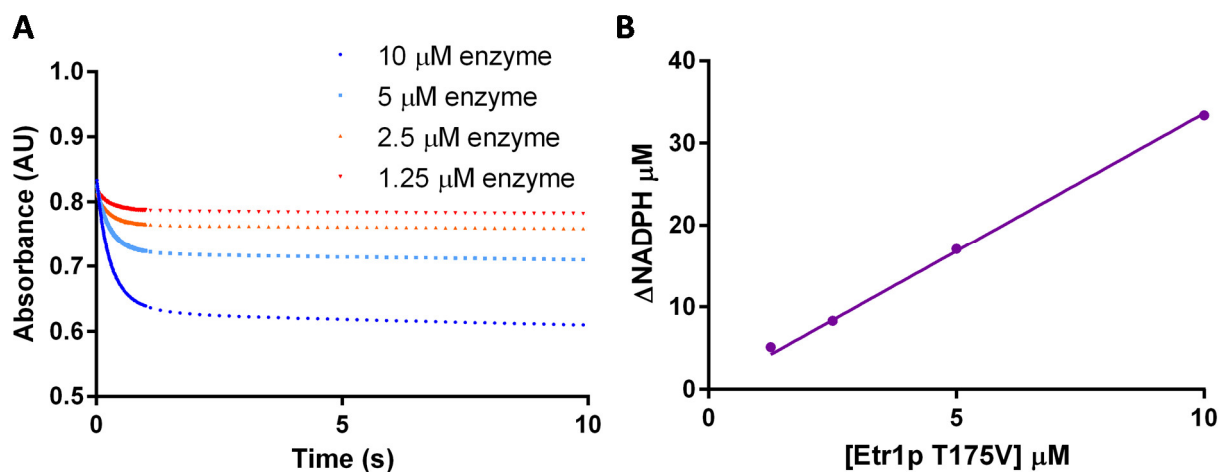 A
10 μM enzyme
5 μM enzyme
2.5 μM enzyme
1.25 μM enzyme
1.0
0.9
0.8
0.7
0.6
0.5
Absorbance (AU)
0
5
10
Time (s)
B
40
30
20
10
0
ΔNADPH μM
0
5
10
[Etr1p T175V] μM